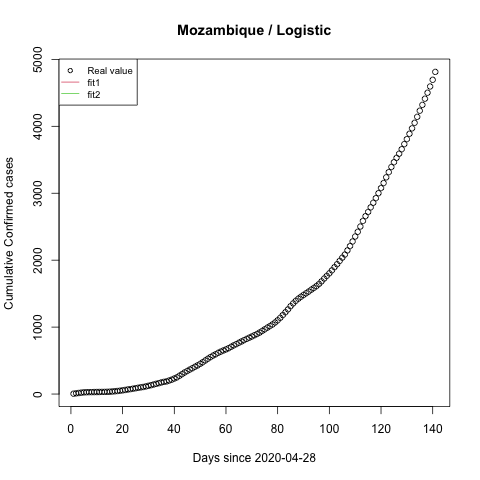 Mozambique / Logistic
Real value
fit1
fit2
Cumulative Confirmed cases
5000
4000
3000
2000
1000
0
0 20 40 60 80 100 120 140
Days since 2020-04-28